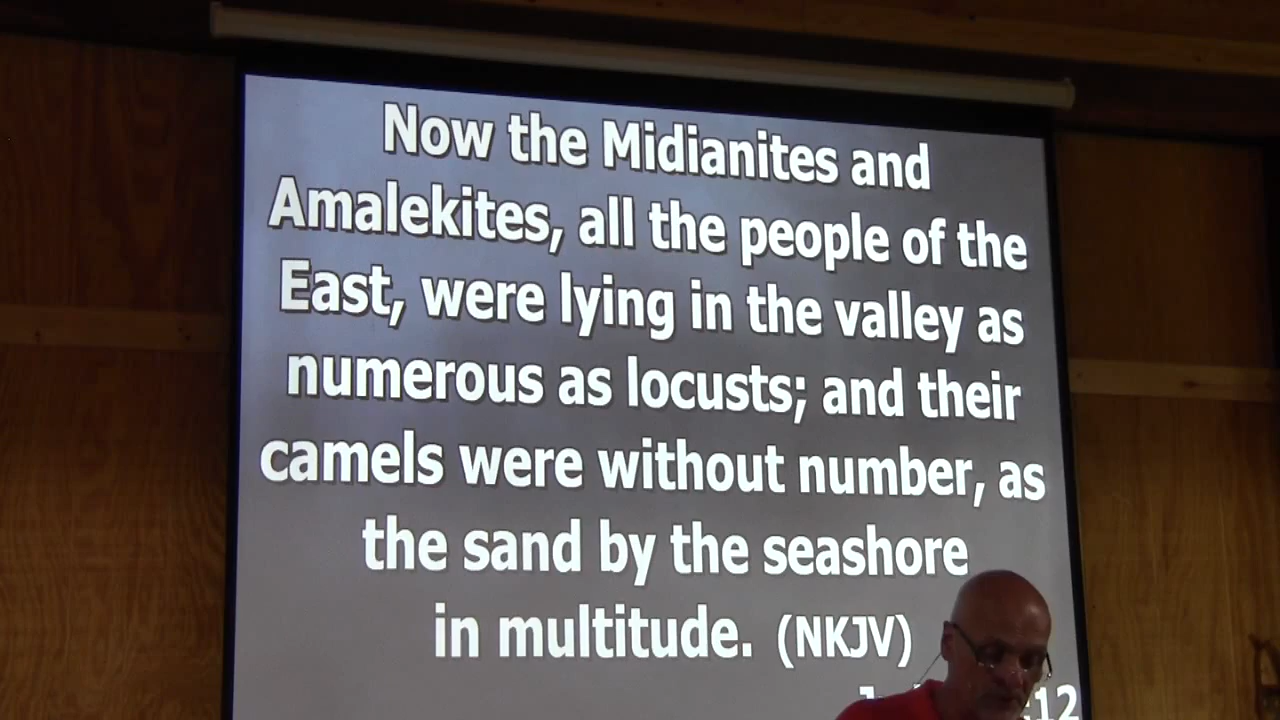 Now the Midianites and
Amalekites, all the people of the
East, were lying in the valley as
numerous as locusts; and their
camels were without number, as
the sand by the seashore
in multitude. (NKJV)
:12